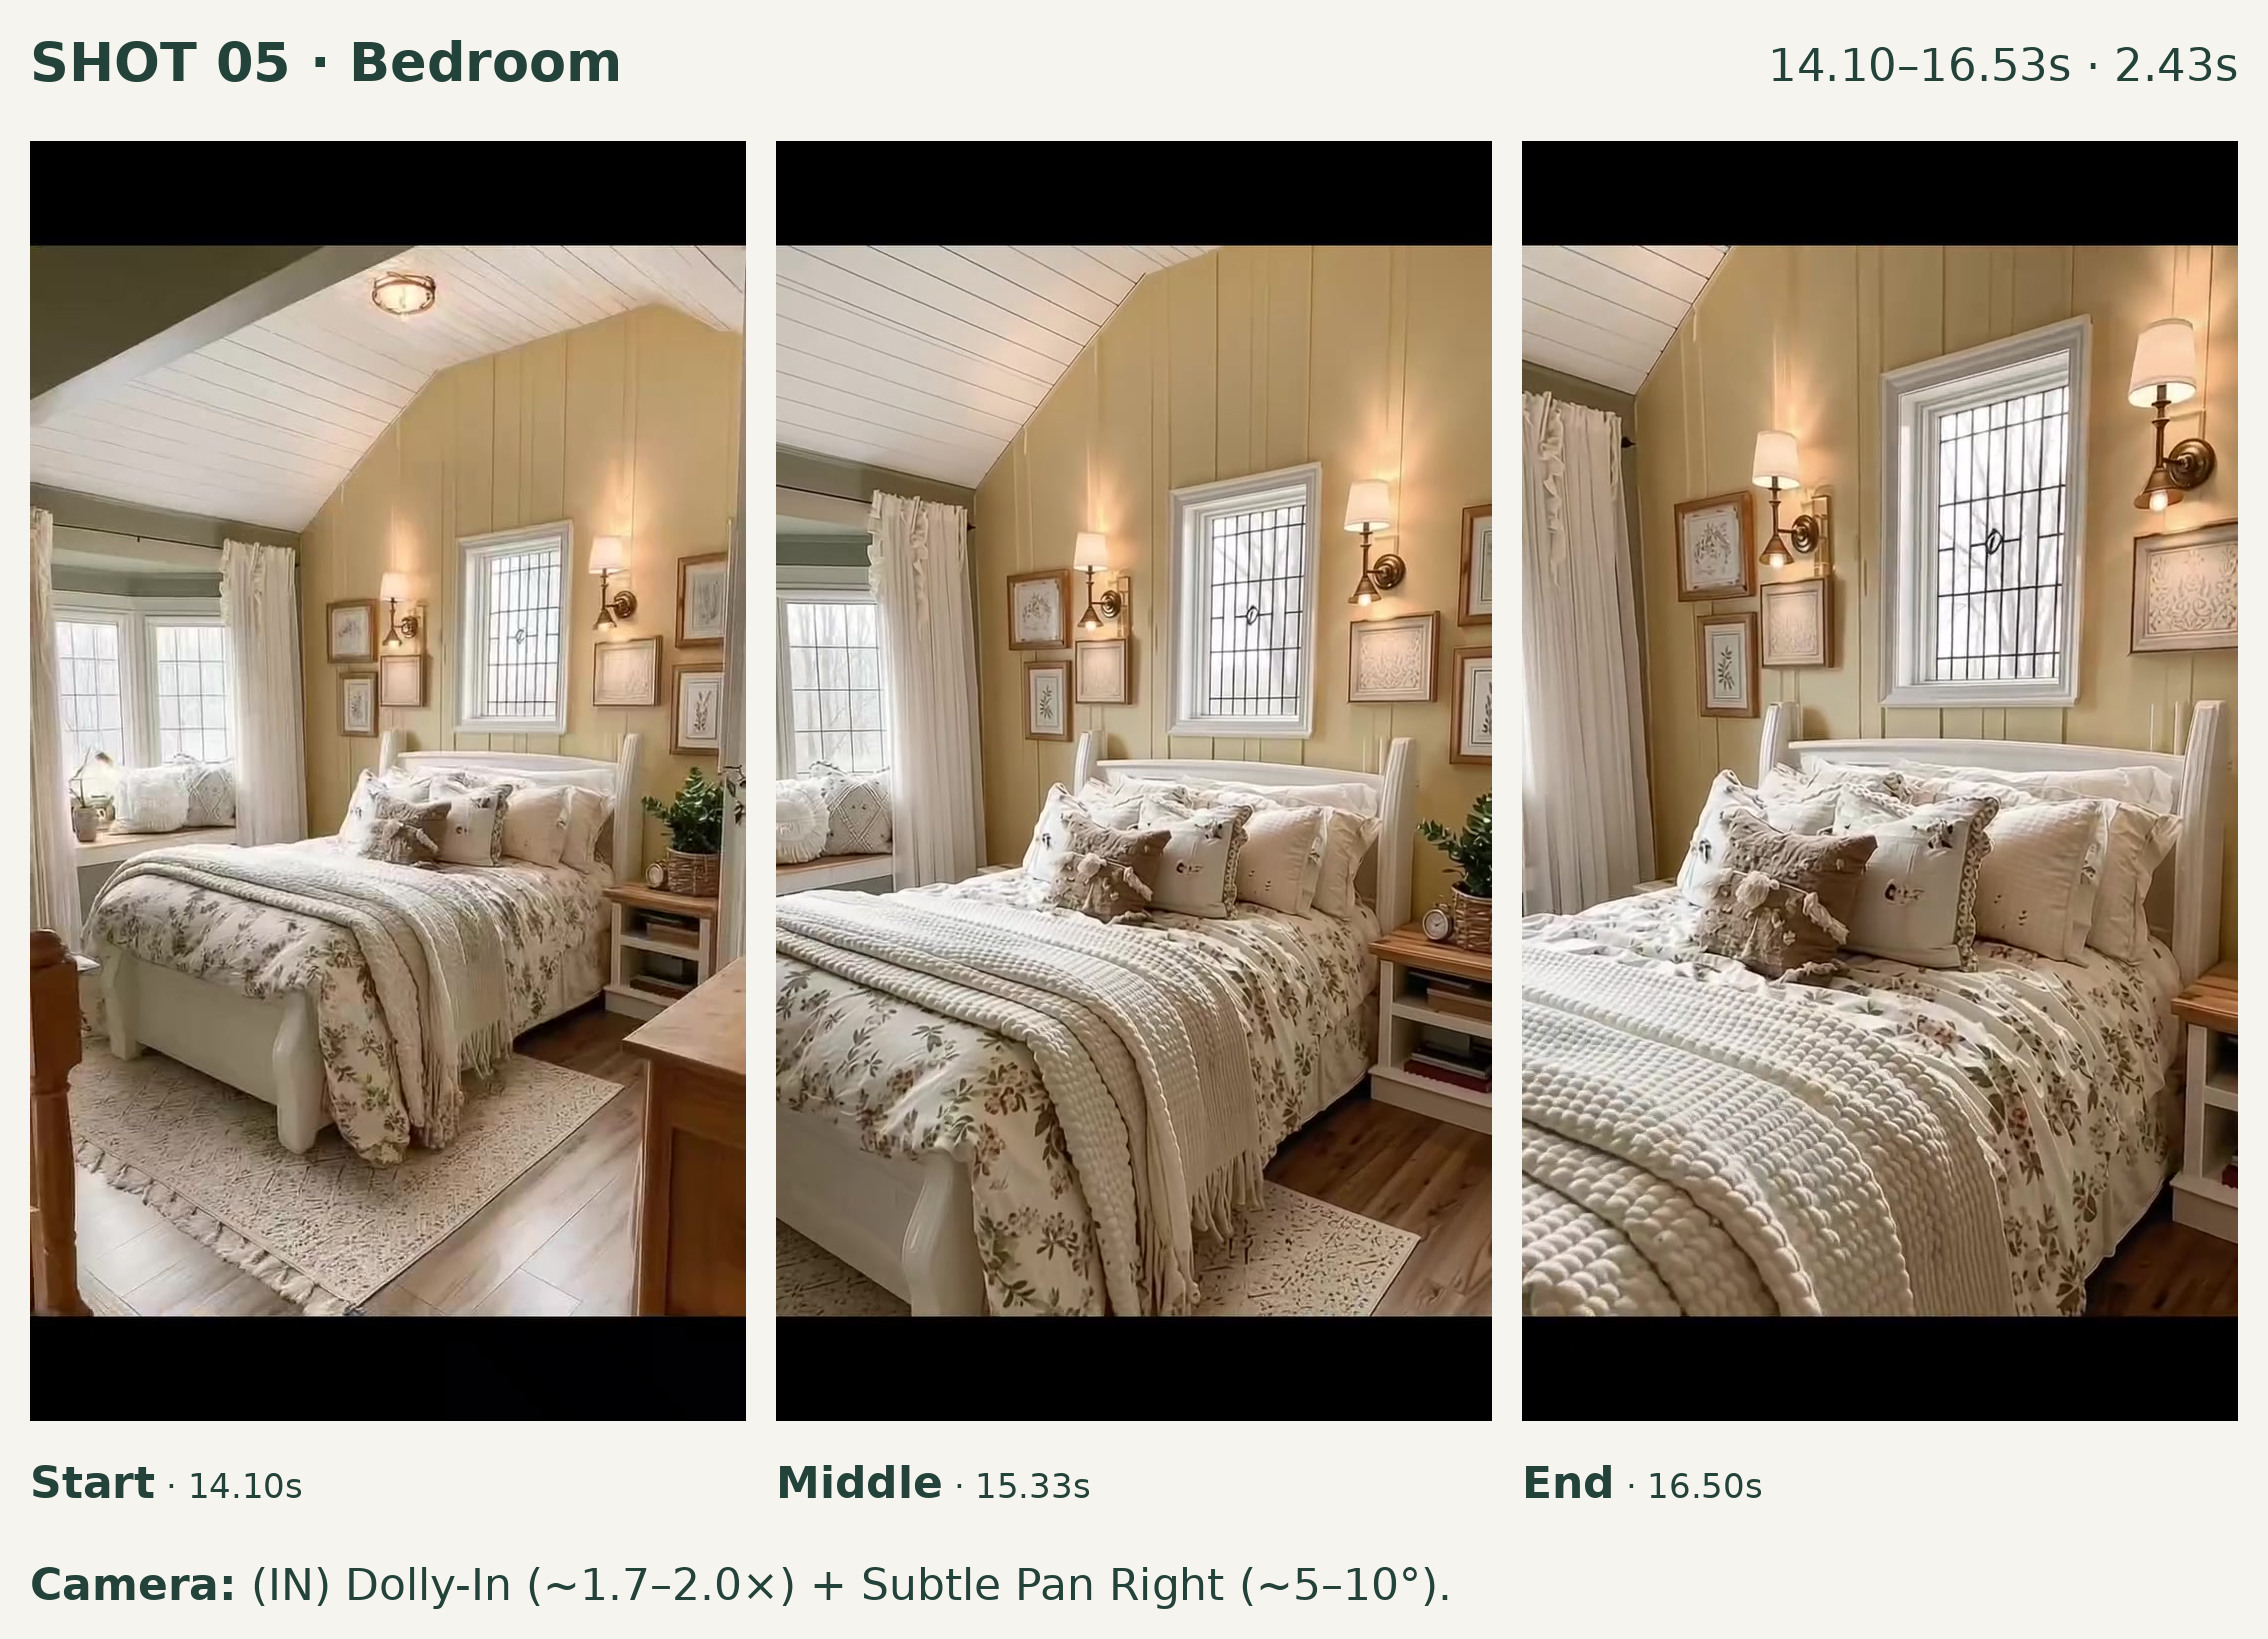 SHOT 05 · Bedroom
14.10–16.53s · 2.43s
Start · 14.10s
Middle · 15.33s
End · 16.50s
Camera: (IN) Dolly-In (~1.7–2.0×) + Subtle Pan Right (~5–10°).